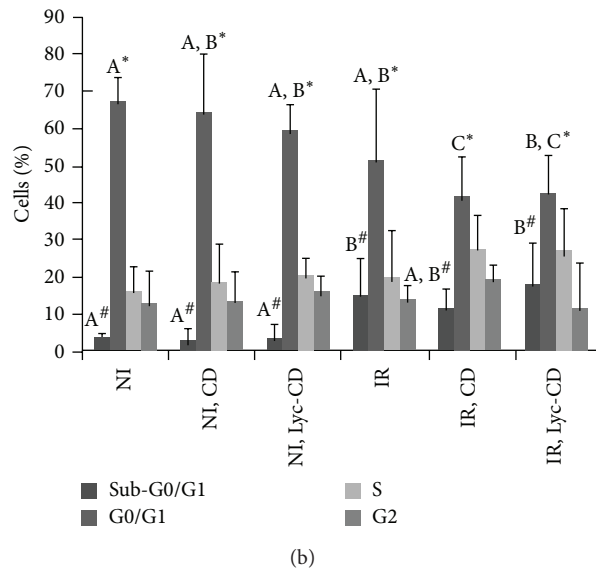 90
80
70
60
50
40
30
20
10
0
Cells (%)
A* A, B* A, B* A, B* C* B, C*
A# A# A# B# A, B# B#
NI
NI, CD
NI, Lyc-CD
IR
IR, CD
IR, Lyc-CD
Sub-G0/G1 S
G0/G1 G2
(b)